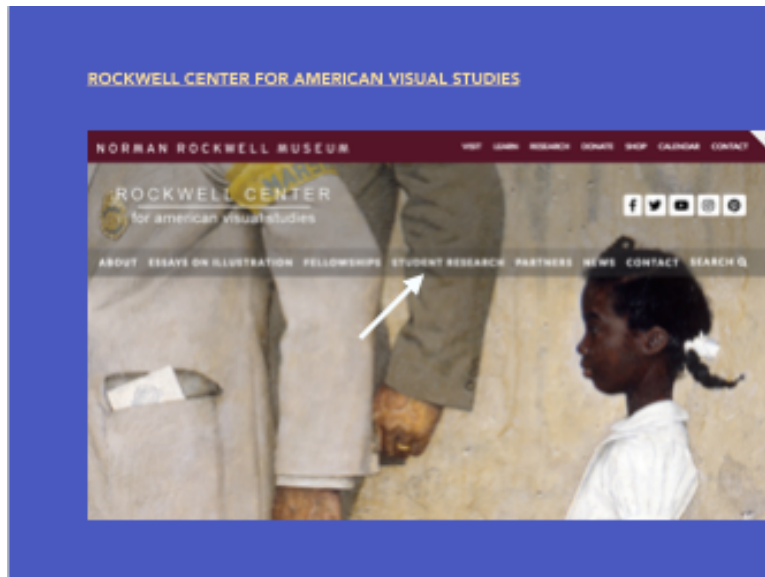 ROCKWELL CENTER FOR AMERICAN VISUAL STUDIES
NORMAN ROCKWELL MUSEUM VISIT LEARN RESEARCH DONATE SHOP CALENDAR CONTACT
ROCKWELL CENTER
for american visual studies
ABOUT ESSAYS ON ILLUSTRATION FELLOWSHIPS STUDENT RESEARCH PARTNERS NEWS CONTACT SEARCH